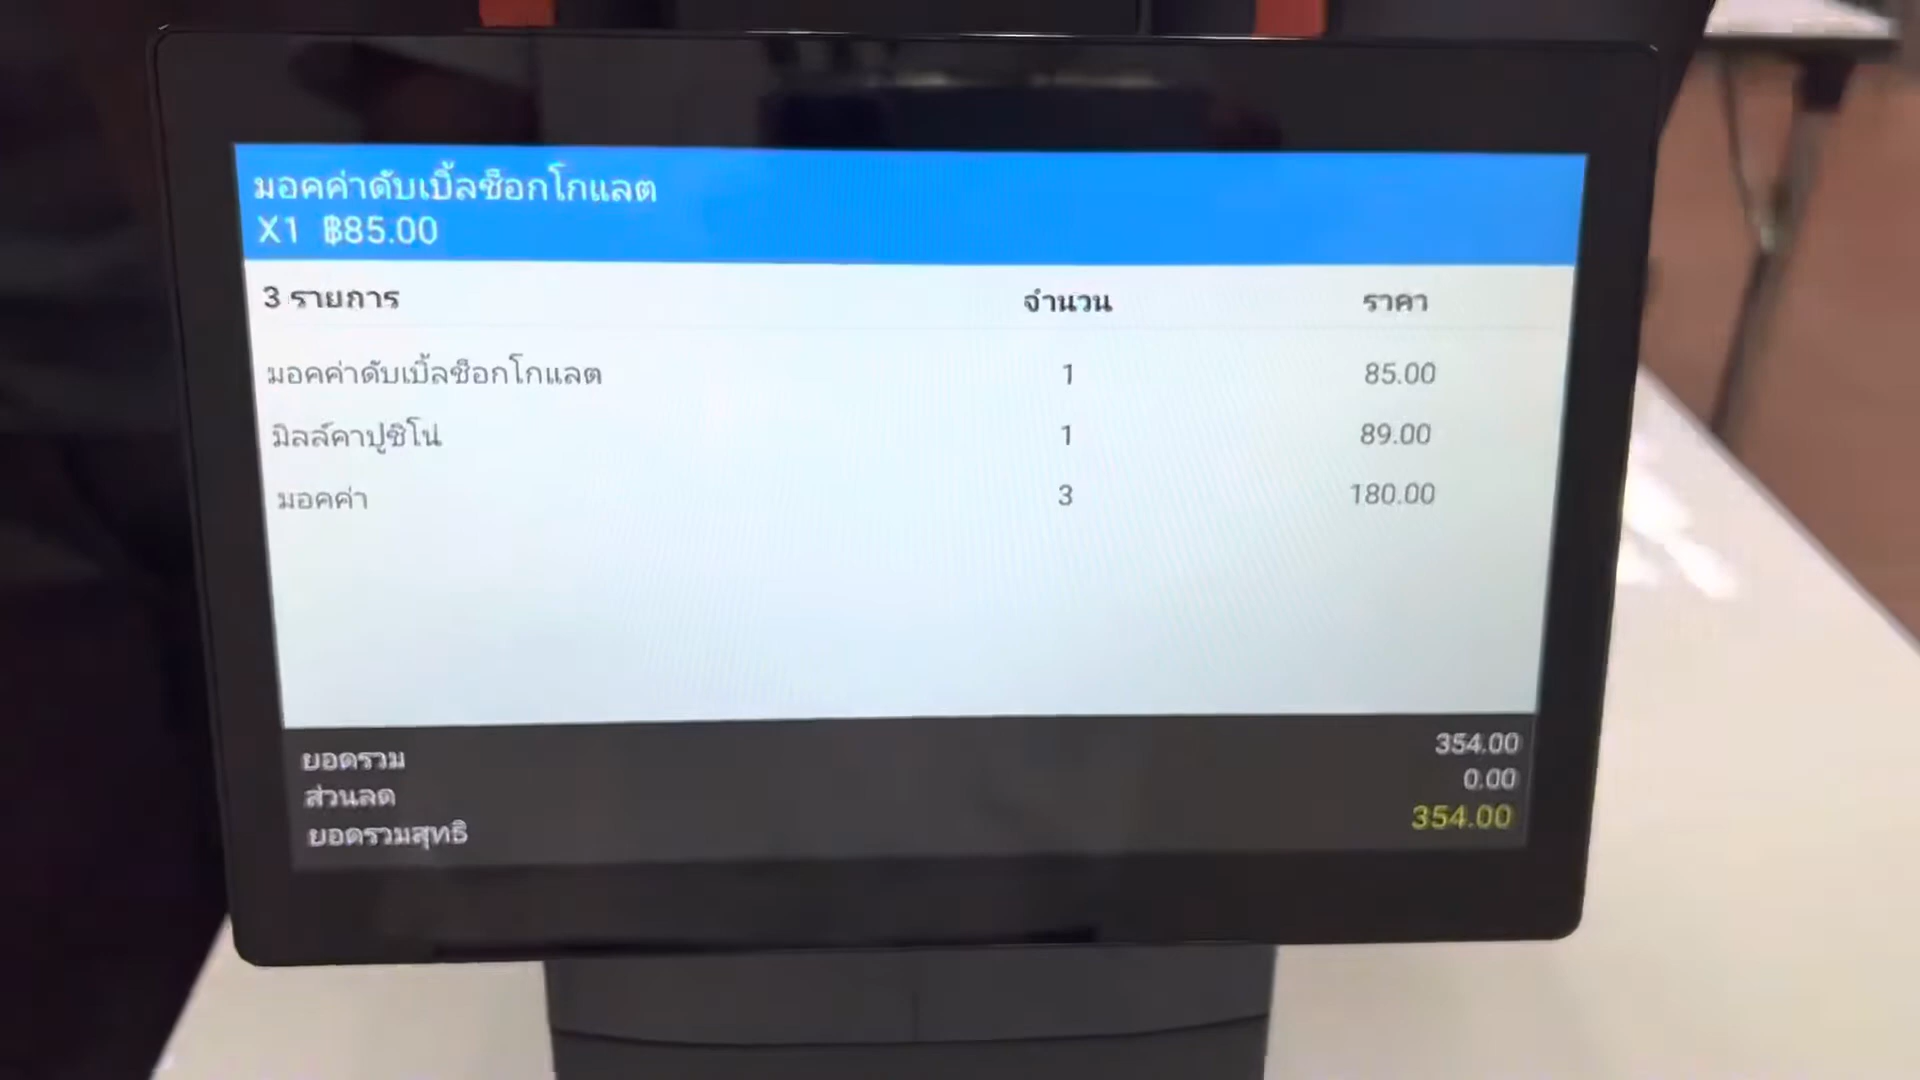 มอคค่าดับเบิ้ลช็อกโกแลต
X1 ฿85.00
3 รายการ จำนวน ราคา
มอคค่าดับเบิ้ลช็อกโกแลต 1 85.00
มิลล์คาปูชิโน่ 1 89.00
มอคค่า 3 180.00
ยอดรวม 354.00
ส่วนลด 0.00
ยอดรวมสุทธิ 354.00